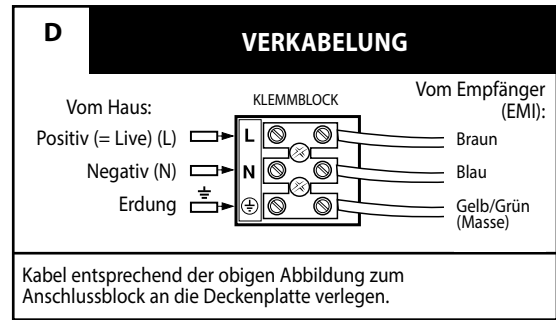 D
VERKABELUNG
Vom Haus:
KLEMMBLOCK
Vom Empfänger
(EMI):
Positiv (= Live) (L)
L
Braun
Negativ (N)
N
Blau
Erdung
Gelb/Grün
(Masse)
Kabel entsprechend der obigen Abbildung zum
Anschlussblock an die Deckenplatte verlegen.